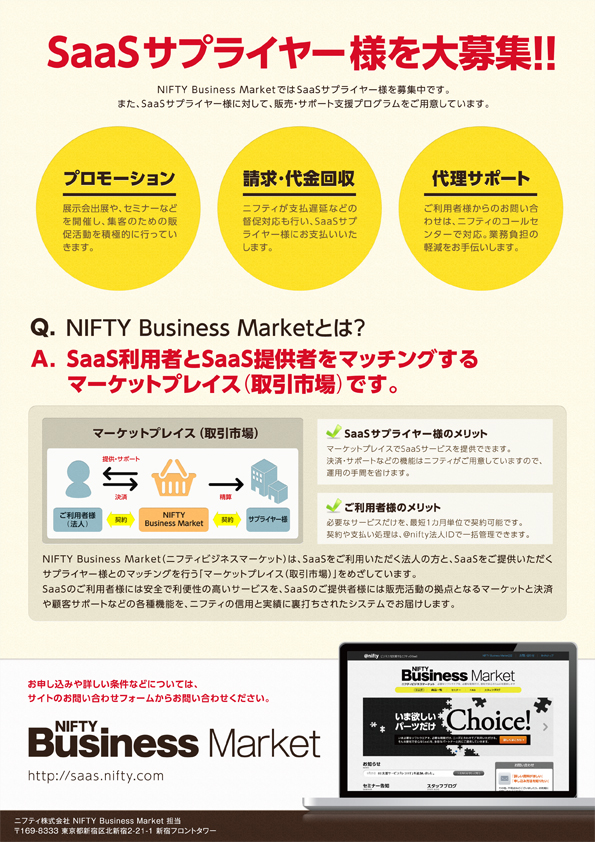 SaaSサプライヤー様を大募集!!
NIFTY Business MarketではSaaSサプライヤー様を募集中です。
また、SaaSサプライヤー様に対して、販売・サポート支援プログラムをご用意しています。
プロモーション
展示会出展や、セミナーなど
を開催し、集客のための販
促活動を積極的に行ってい
きます。
請求・代金回収
ニフティが支払遅延などの
督促対応も行い、SaaSサプ
ライヤー様にお支払いいた
します。
代理サポート
ご利用者様からのお問い合
わせは、ニフティのコールセ
ンターで対応。業務負担の
軽減をお手伝いします。
Q. NIFTY Business Marketとは?
A. SaaS利用者とSaaS提供者をマッチングする
マーケットプレイス(取引市場)です。
マーケットプレイス(取引市場)
提供・サポート
決済
精算
ご利用者様
(法人)
契約
NIFTY
Business Market
契約
サプライヤー様
SaaSサプライヤー様のメリット
マーケットプレイスでSaaSサービスを提供できます。
決済・サポートなどの機能はニフティがご用意していますので、
運用の手間を省けます。
ご利用者様のメリット
必要なサービスだけを、最短1カ月単位で契約可能です。
契約や支払い処理は、@nifty法人IDで一括管理できます。
NIFTY Business Market(ニフティビジネスマーケット)は、SaaSをご利用いただく法人の方と、SaaSをご提供いただく
サプライヤー様とのマッチングを行う「マーケットプレイス(取引市場)」をめざしています。
SaaSのご利用者様には安全で利便性の高いサービスを、SaaSのご提供者様には販売活動の拠点となるマーケットと決済
や顧客サポートなどの各種機能を、ニフティの信用と実績に裏打ちされたシステムでお届けします。
お申し込みや詳しい条件などについては、
サイトのお問い合わせフォームからお問い合わせください。
NIFTY
Business Market
http://saas.nifty.com
@nifty
NIFTY
Business Market
いま欲しい
パーツだけ
Choice!
お知らせ
セミナー告知
スタッフブログ
ニフティ株式会社 NIFTY Business Market 担当
〒169-8333 東京都新宿区北新宿2-21-1 新宿フロントタワー